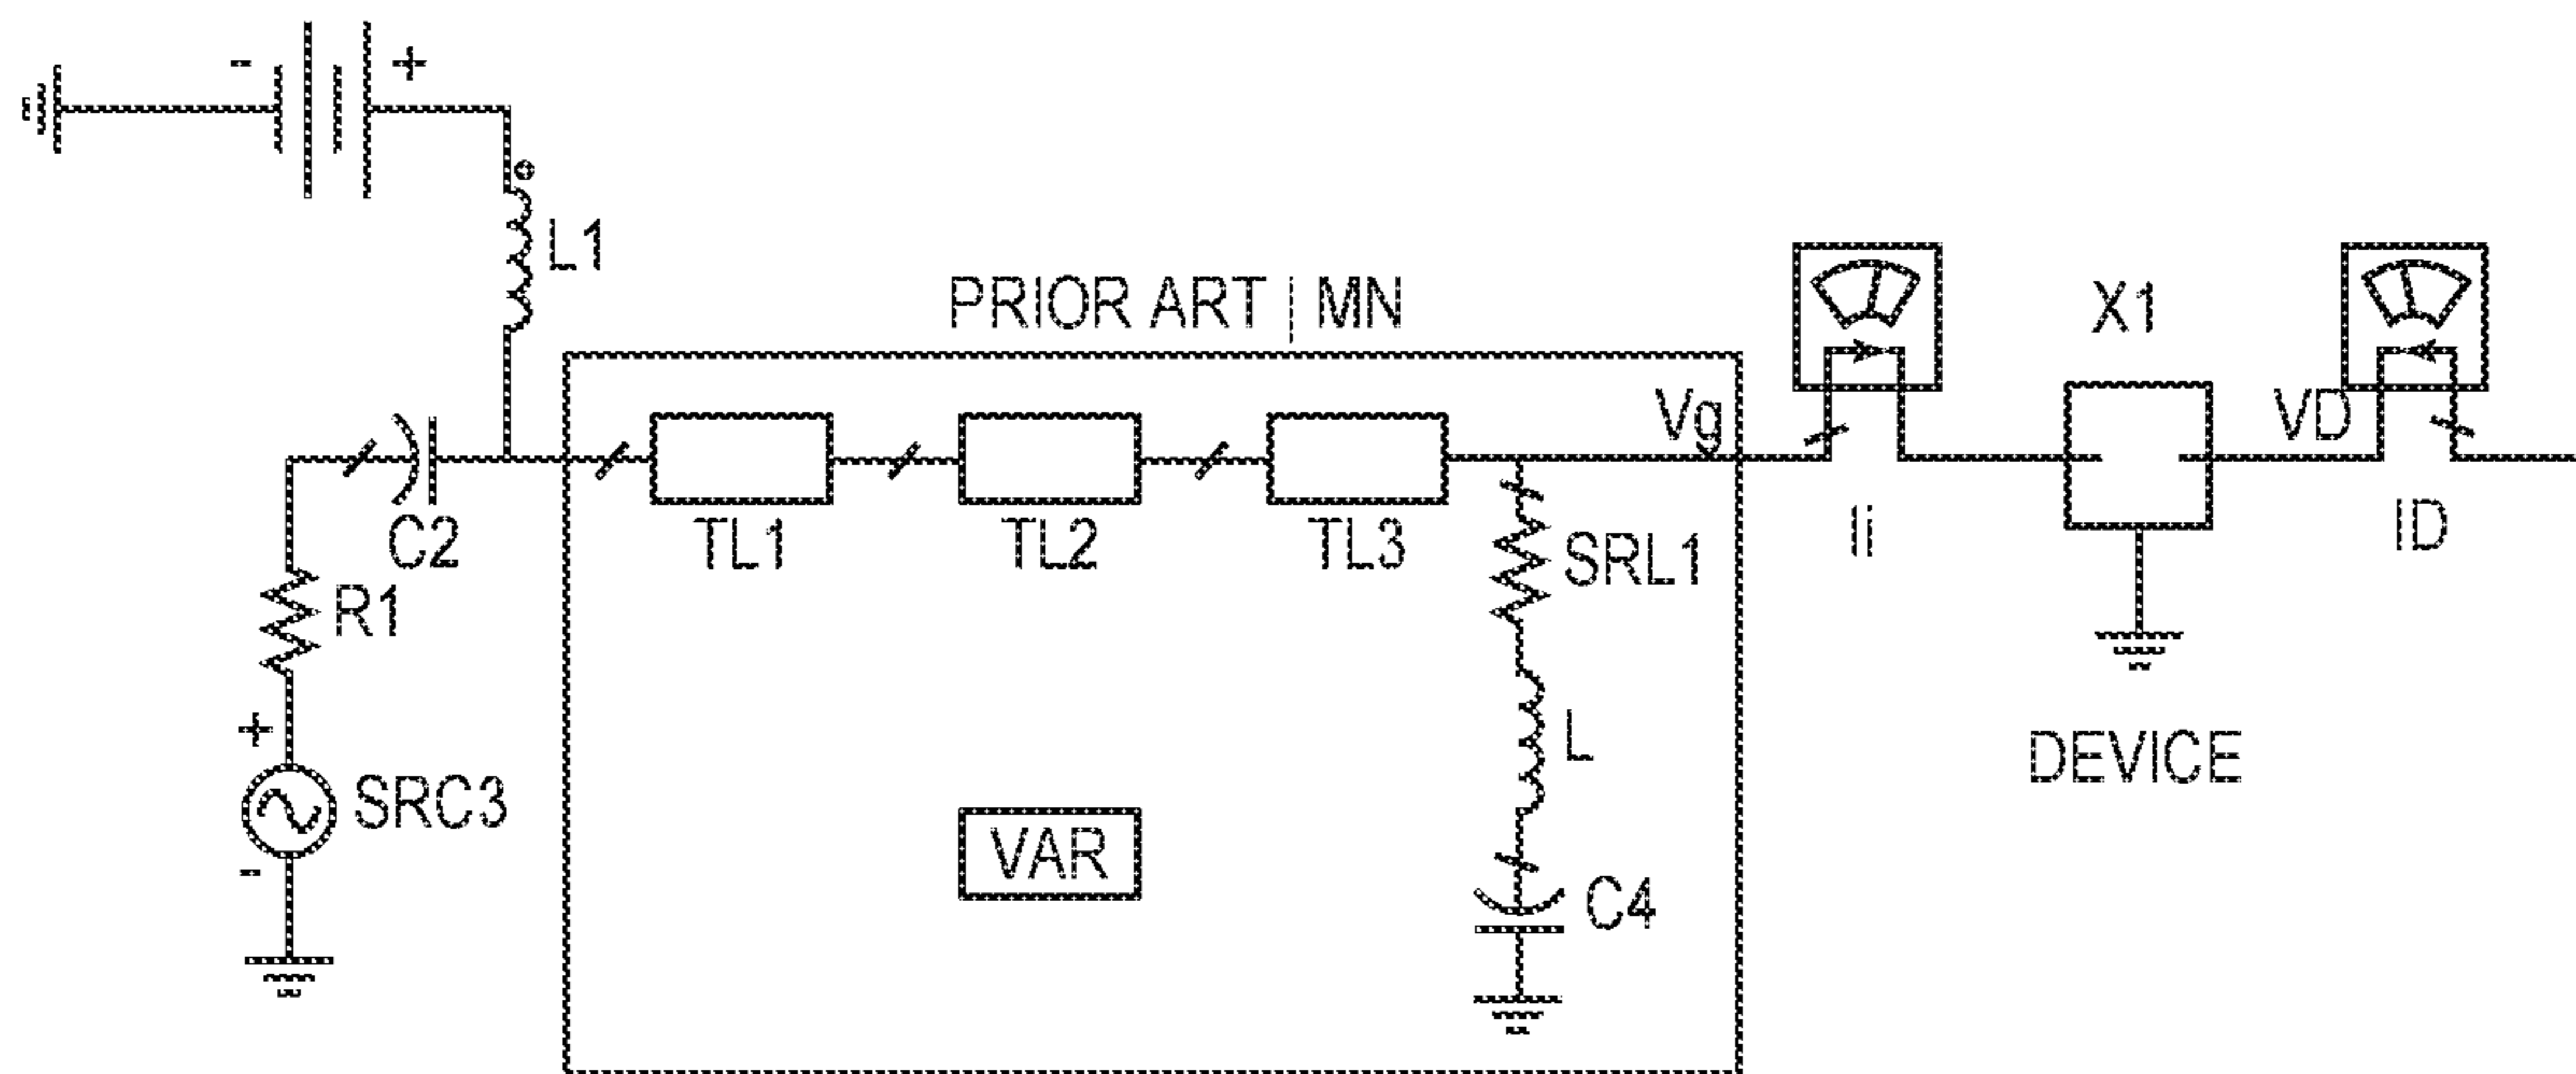 - +
L1
PRIOR ART | MN
X1
Vg
VD
C2
TL1
TL2
TL3
Ii
ID
SRL1
R1
L
DEVICE
+
SRC3
-
VAR
C4